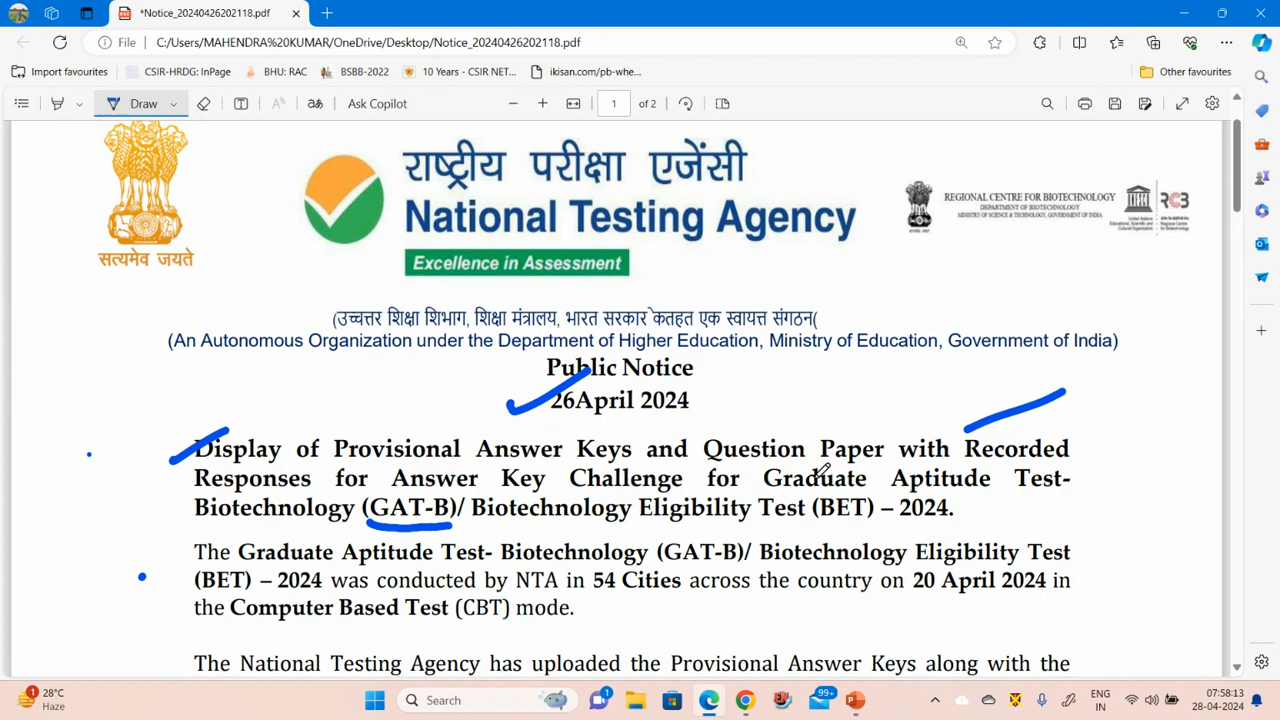 *Notice_20240426202118.pdf
File C:/Users/MAHENDRA%20KUMAR/OneDrive/Desktop/Notice_20240426202118.pdf
Import favourites CSIR-HRDG: InPage BHU: RAC BSBB-2022 10 Years - CSIR NET... ikisan.com/pb-whe... Other favourites
Draw Ask Copilot 1 of 2
सत्यमेव जयते
राष्ट्रीय परीक्षा एजेंसी
National Testing Agency
Excellence in Assessment
REGIONAL CENTRE FOR BIOTECHNOLOGY
DEPARTMENT OF BIOTECHNOLOGY
MINISTRY OF SCIENCE & TECHNOLOGY, GOVERNMENT OF INDIA
RCB
(उच्चत्तर शिक्षा शिभाग, शिक्षा मंत्रालय, भारत सरकार केतहत एक स्वायत्त संगठन(
(An Autonomous Organization under the Department of Higher Education, Ministry of Education, Government of India)
Public Notice
26April 2024
Display of Provisional Answer Keys and Question Paper with Recorded
Responses for Answer Key Challenge for Graduate Aptitude Test-
Biotechnology (GAT-B)/ Biotechnology Eligibility Test (BET) – 2024.
The Graduate Aptitude Test- Biotechnology (GAT-B)/ Biotechnology Eligibility Test
(BET) – 2024 was conducted by NTA in 54 Cities across the country on 20 April 2024 in
the Computer Based Test (CBT) mode.
The National Testing Agency has uploaded the Provisional Answer Keys along with the
28°C
Haze
Search
1
99+
ENG
IN
07:58:13
28-04-2024